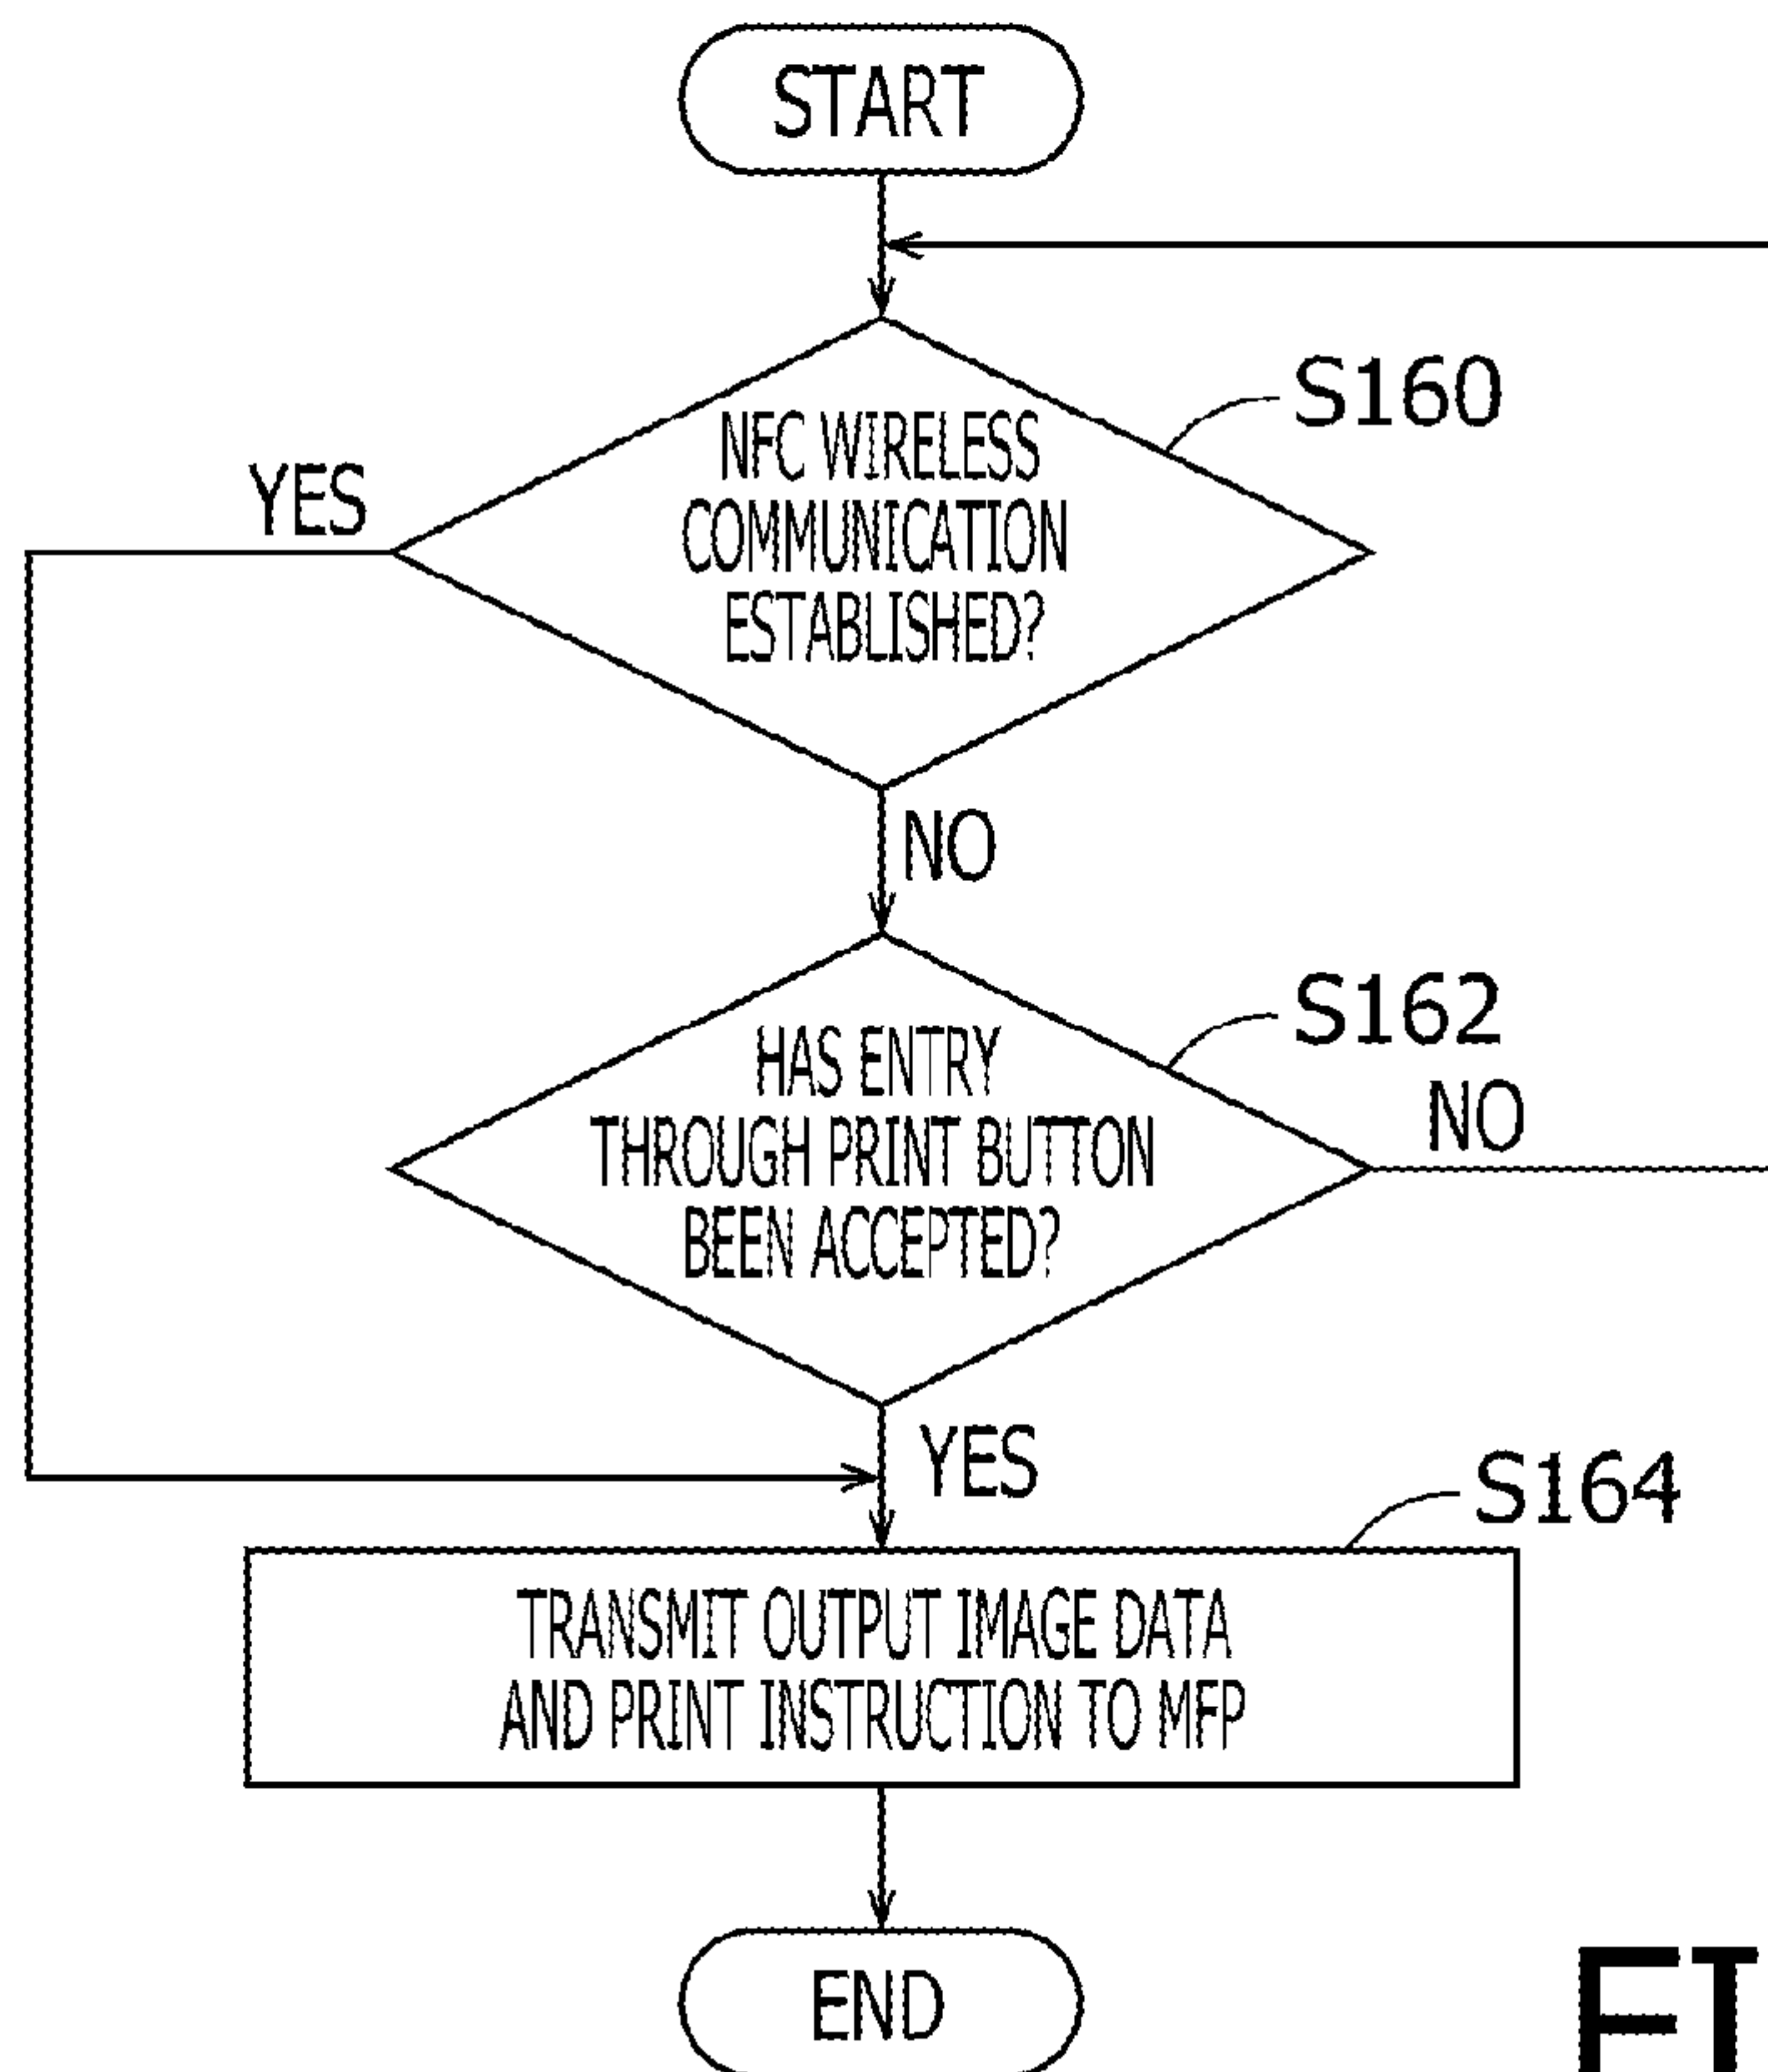 START
S160
NFC WIRELESS
COMMUNICATION
ESTABLISHED?
YES
NO
S162
HAS ENTRY
THROUGH PRINT BUTTON
BEEN ACCEPTED?
NO
YES
S164
TRANSMIT OUTPUT IMAGE DATA
AND PRINT INSTRUCTION TO MFP
END